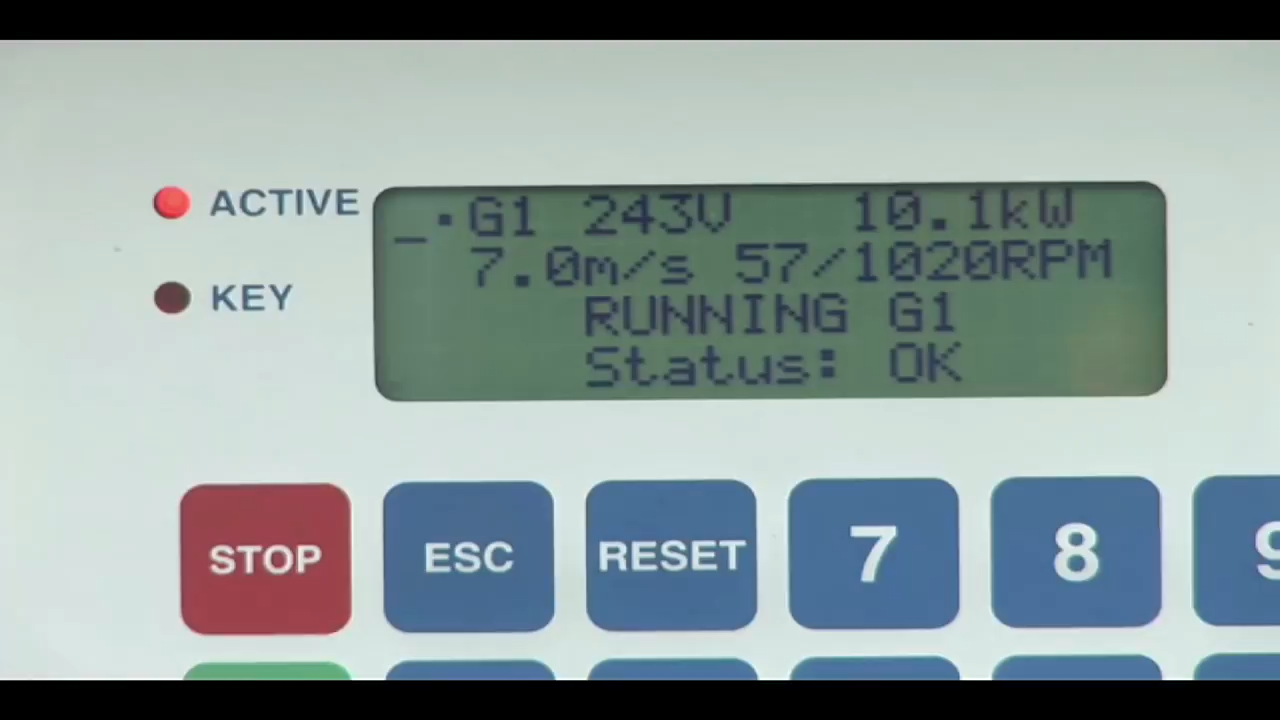 ACTIVE
KEY
_·G1 243V 10.1kW
7.0m/s 57/1020RPM
RUNNING G1
Status: OK
STOP ESC RESET 7 8 9